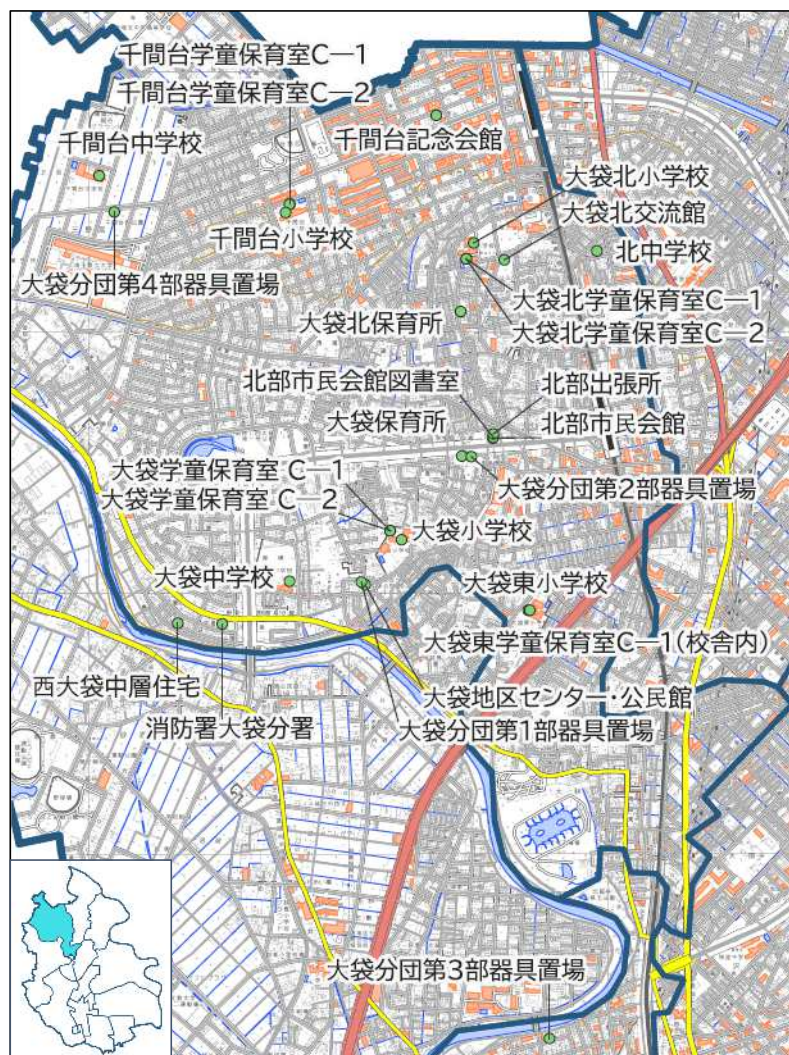 千間台学童保育室C―1
千間台学童保育室C―2
千間台中学校
千間台記念会館
大袋北小学校
大袋北交流館
千間台小学校
北中学校
大袋分団第4部器具置場
大袋北学童保育室C―1
大袋北保育所
大袋北学童保育室C―2
北部市民会館図書室
北部出張所
大袋保育所
北部市民会館
大袋学童保育室 C―1
大袋分団第2部器具置場
大袋学童保育室 C―2
大袋小学校
大袋中学校
大袋東小学校
大袋東学童保育室C―1(校舎内)
西大袋中層住宅
大袋地区センター・公民館
消防署大袋分署
大袋分団第1部器具置場
大袋分団第3部器具置場